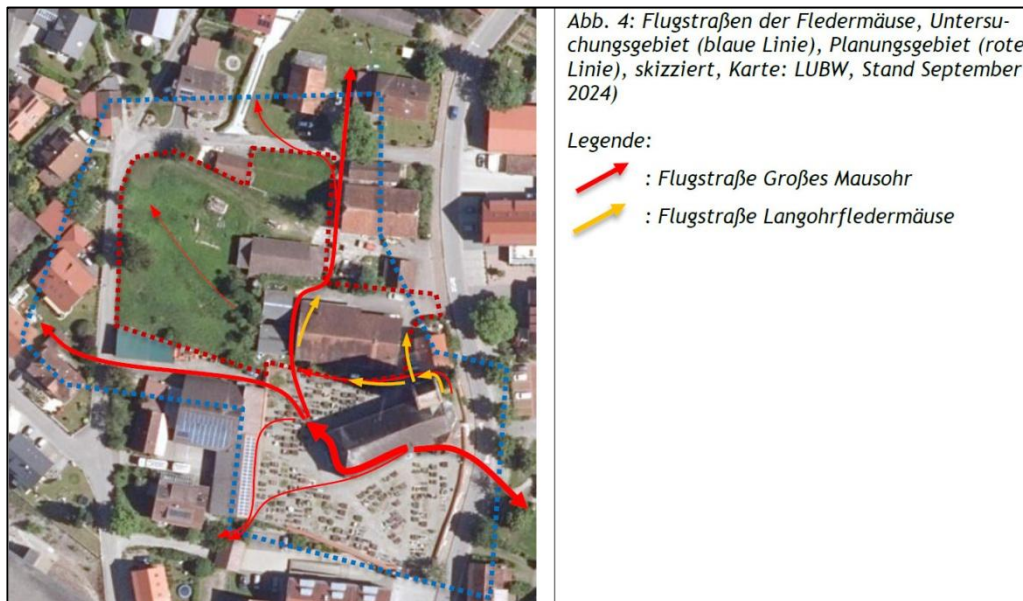 Abb. 4: Flugstraßen der Fledermäuse, Untersu-
chungsgebiet (blaue Linie), Planungsgebiet (rote
Linie), skizziert, Karte: LUBW, Stand September
2024)
Legende:
: Flugstraße Großes Mausohr
: Flugstraße Langohrfledermäuse